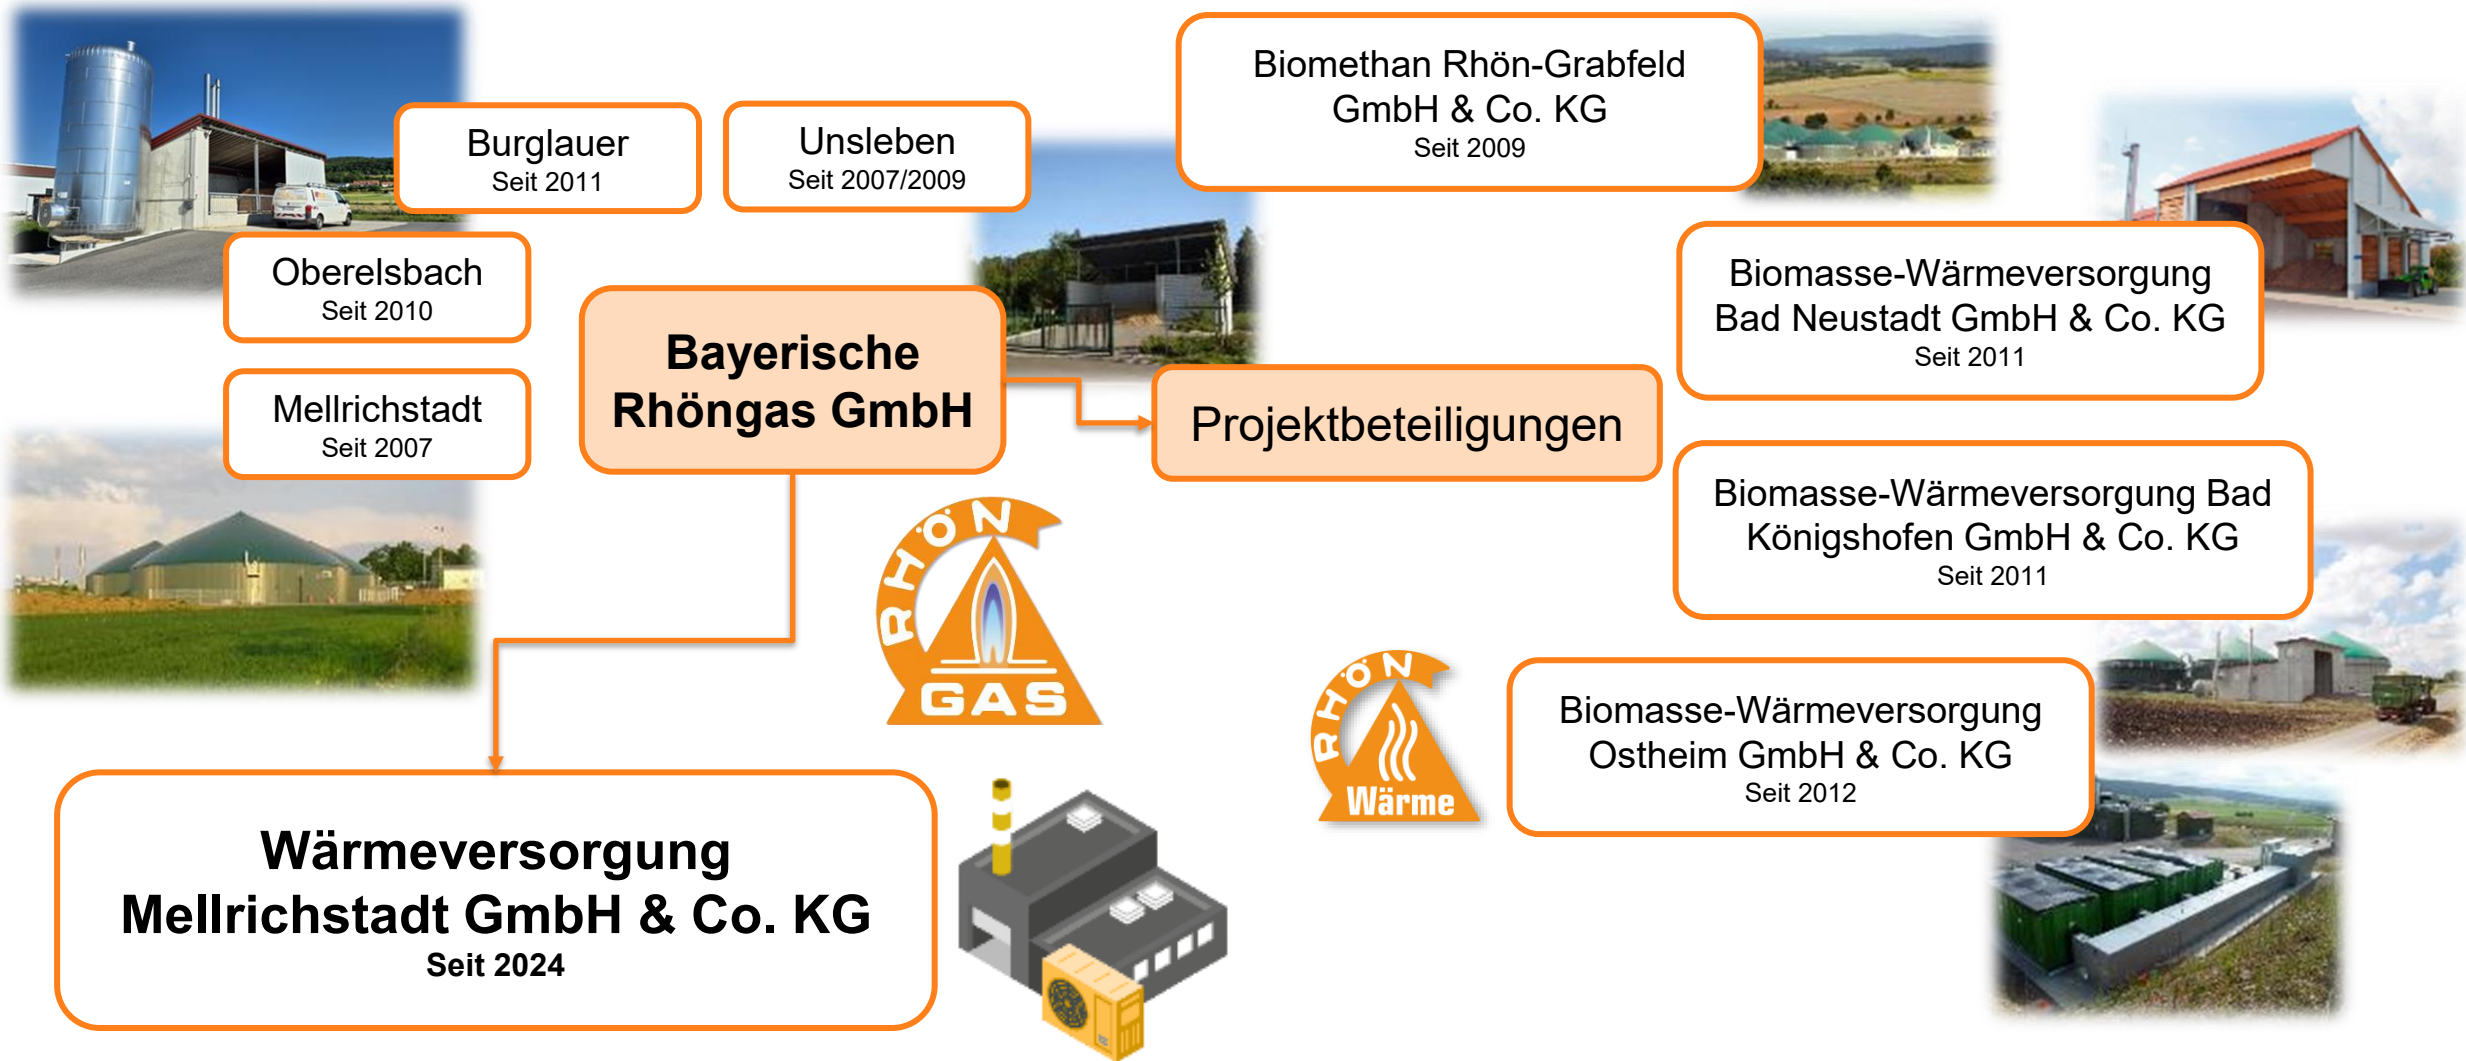 Burglauer
Seit 2011
Unsleben
Seit 2007/2009
Oberelsbach
Seit 2010
Mellrichstadt
Seit 2007
Bayerische
Rhöngas GmbH
Projektbeteiligungen
Biomethan Rhön-Grabfeld
GmbH & Co. KG
Seit 2009
Biomasse-Wärmeversorgung
Bad Neustadt GmbH & Co. KG
Seit 2011
Biomasse-Wärmeversorgung Bad
Königshofen GmbH & Co. KG
Seit 2011
Biomasse-Wärmeversorgung
Ostheim GmbH & Co. KG
Seit 2012
RHÖN
GAS
RHÖN
Wärme
Wärmeversorgung
Mellrichstadt GmbH & Co. KG
Seit 2024